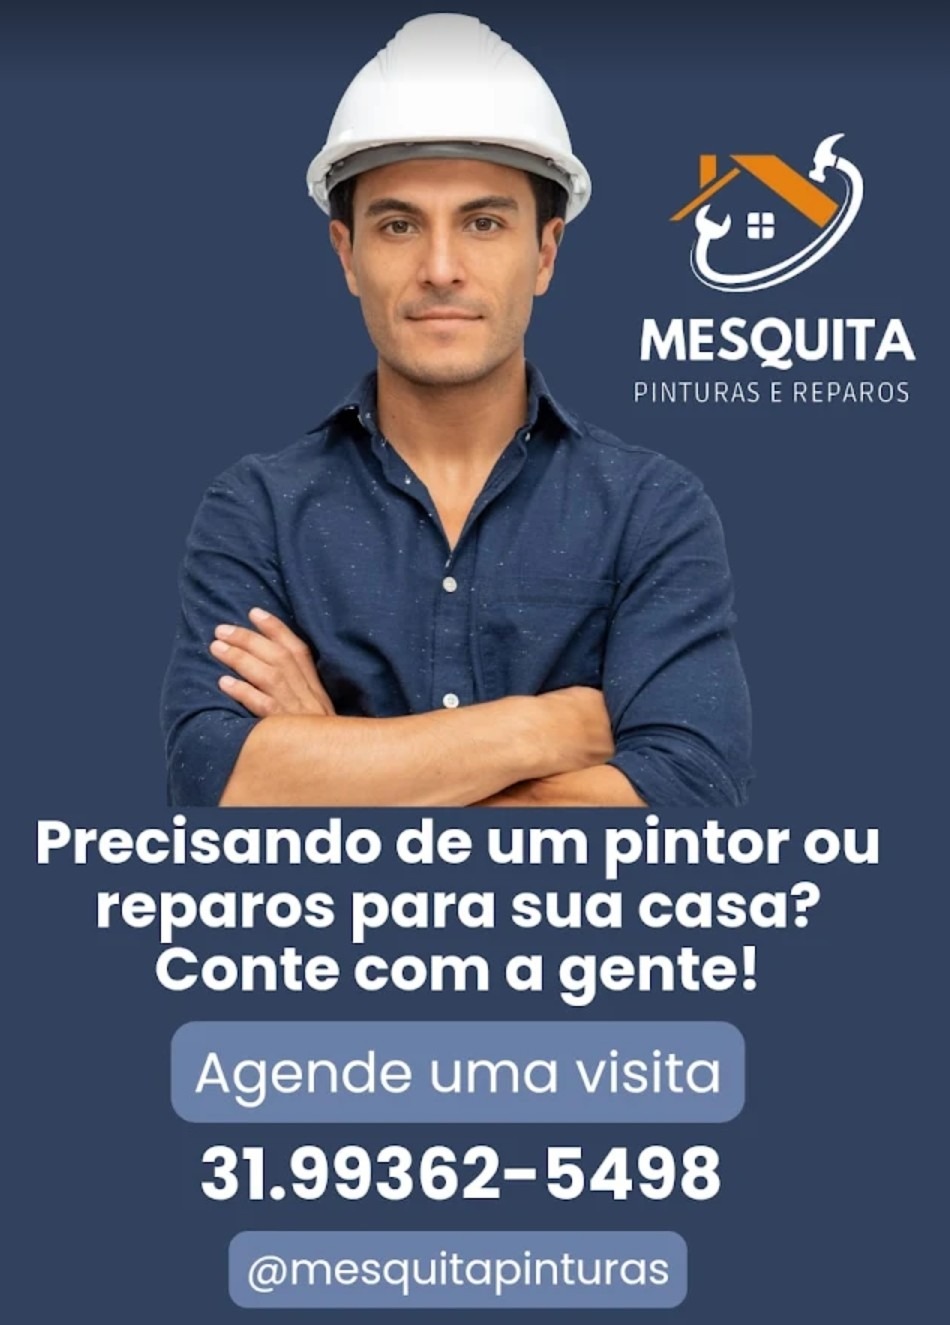 MESQUITA
PINTURAS E REPAROS
Precisando de um pintor ou
reparos para sua casa?
Conte com a gente!
Agende uma visita
31.99362-5498
@mesquitapinturas